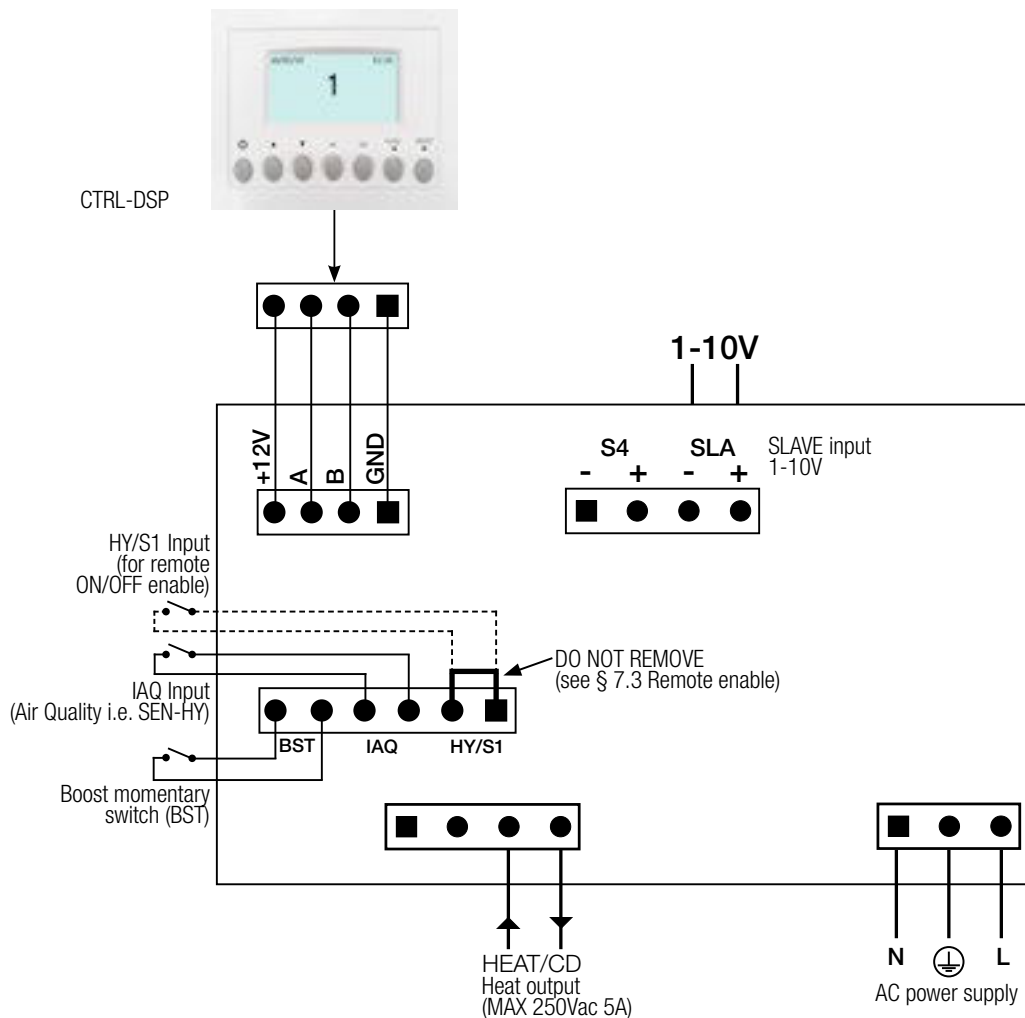 1
CTRL-DSP
1-10V
+12V
A
B
GND
S4
SLA
SLAVE input
1-10V
-
+
-
+
HY/S1 Input
(for remote
ON/OFF enable)
DO NOT REMOVE
(see § 7.3 Remote enable)
IAQ Input
(Air Quality i.e. SEN-HY)
BST
IAQ
HY/S1
Boost momentary
switch (BST)
HEAT/CD
Heat output
(MAX 250Vac 5A)
N
L
AC power supply